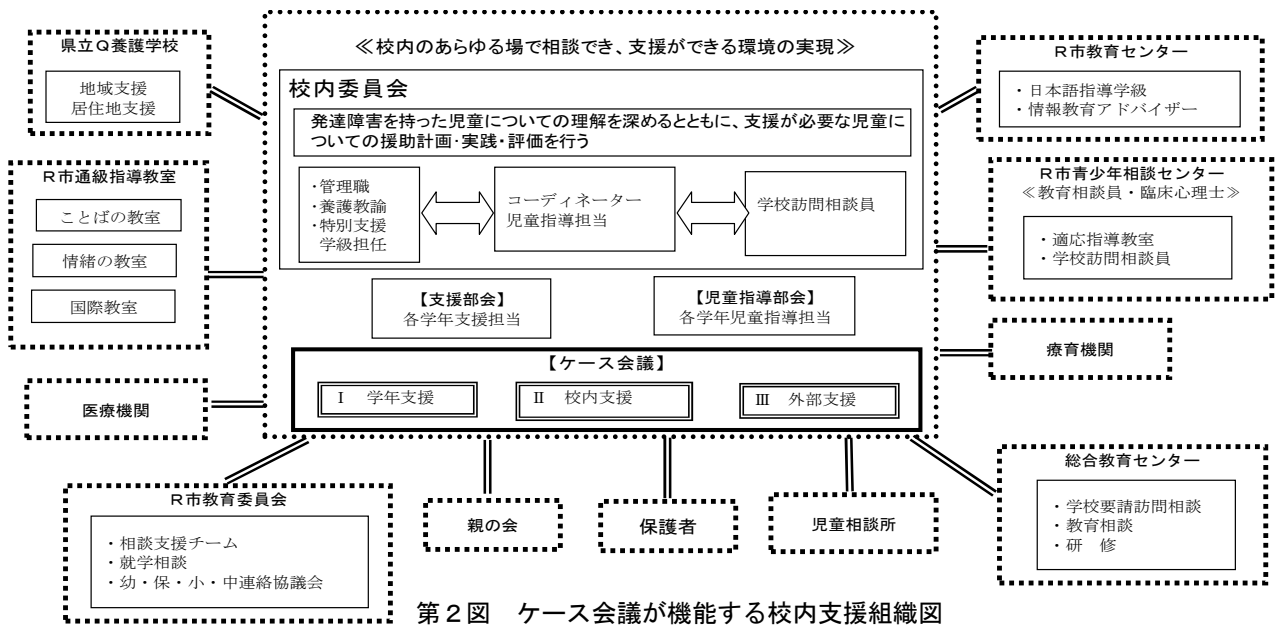 県立Q養護学校
地域支援
居住地支援
R市通級指導教室
ことばの教室
情緒の教室
国際教室
医療機関
≪校内のあらゆる場で相談でき、支援ができる環境の実現≫
校内委員会
発達障害を持った児童についての理解を深めるとともに、支援が必要な児童に
ついての援助計画･実践･評価を行う
・管理職
・養護教諭
・特別支援
学級担任
コーディネーター
児童指導担当
学校訪問相談員
【支援部会】
各学年支援担当
【児童指導部会】
各学年児童指導担当
【ケース会議】
Ⅰ 学年支援
Ⅱ 校内支援
Ⅲ 外部支援
R市教育センター
・日本語指導学級
・情報教育アドバイザー
R市青少年相談センター
≪教育相談員・臨床心理士≫
・適応指導教室
・学校訪問相談員
療育機関
R市教育委員会
・相談支援チーム
・就学相談
・幼・保・小・中連絡協議会
親の会
保護者
児童相談所
総合教育センター
・学校要請訪問相談
・教育相談
・研 修
第２図 ケース会議が機能する校内支援組織図